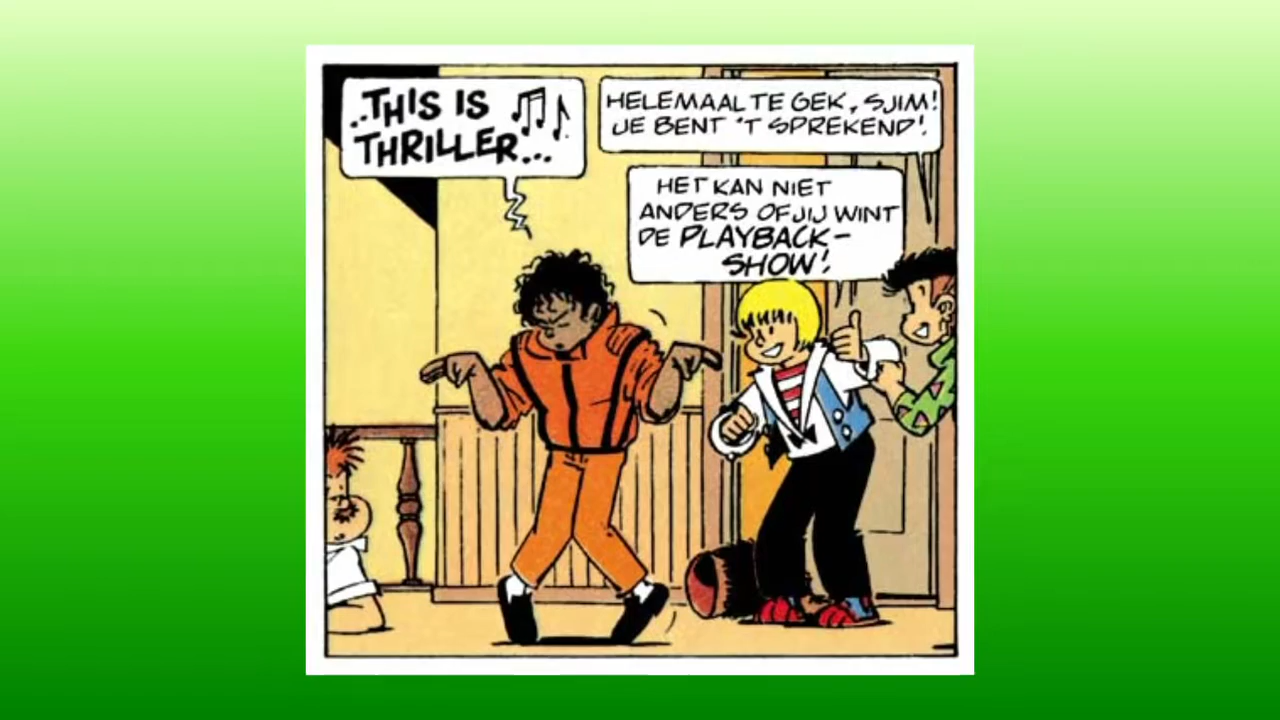 ..THIS IS
THRILLER...
HELEMAAL TE GEK, SJIM!
JE BENT 'T SPREKEND!
HET KAN NIET
ANDERS OF JIJ WINT
DE PLAYBACK-
SHOW!